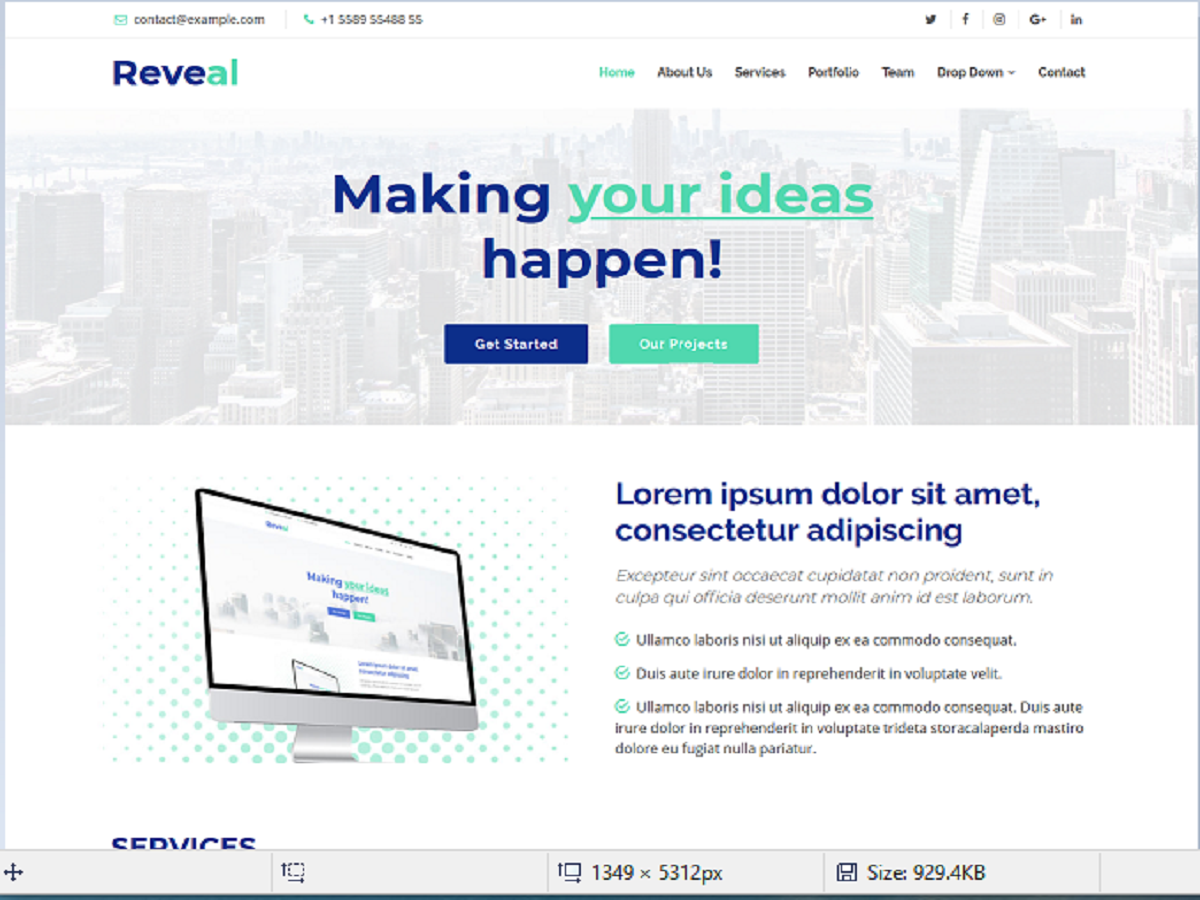 contact@example.com +1 5589 55488 55
Reveal
Home About Us Services Portfolio Team Drop Down Contact
Making your ideas
happen!
Get Started Our Projects
Lorem ipsum dolor sit amet,
consectetur adipiscing
Excepteur sint occaecat cupidatat non proident, sunt in
culpa qui officia deserunt mollit anim id est laborum.
Ullamco laboris nisi ut aliquip ex ea commodo consequat.
Duis aute irure dolor in reprehenderit in voluptate velit.
Ullamco laboris nisi ut aliquip ex ea commodo consequat. Duis aute
irure dolor in reprehenderit in voluptate trideta storacalaperda mastiro
dolore eu fugiat nulla pariatur.
Reveal
Making your ideas
happen!
Lorem ipsum dolor sit amet,
consectetur adipiscing
SERVICES
1349 × 5312px Size: 929.4KB